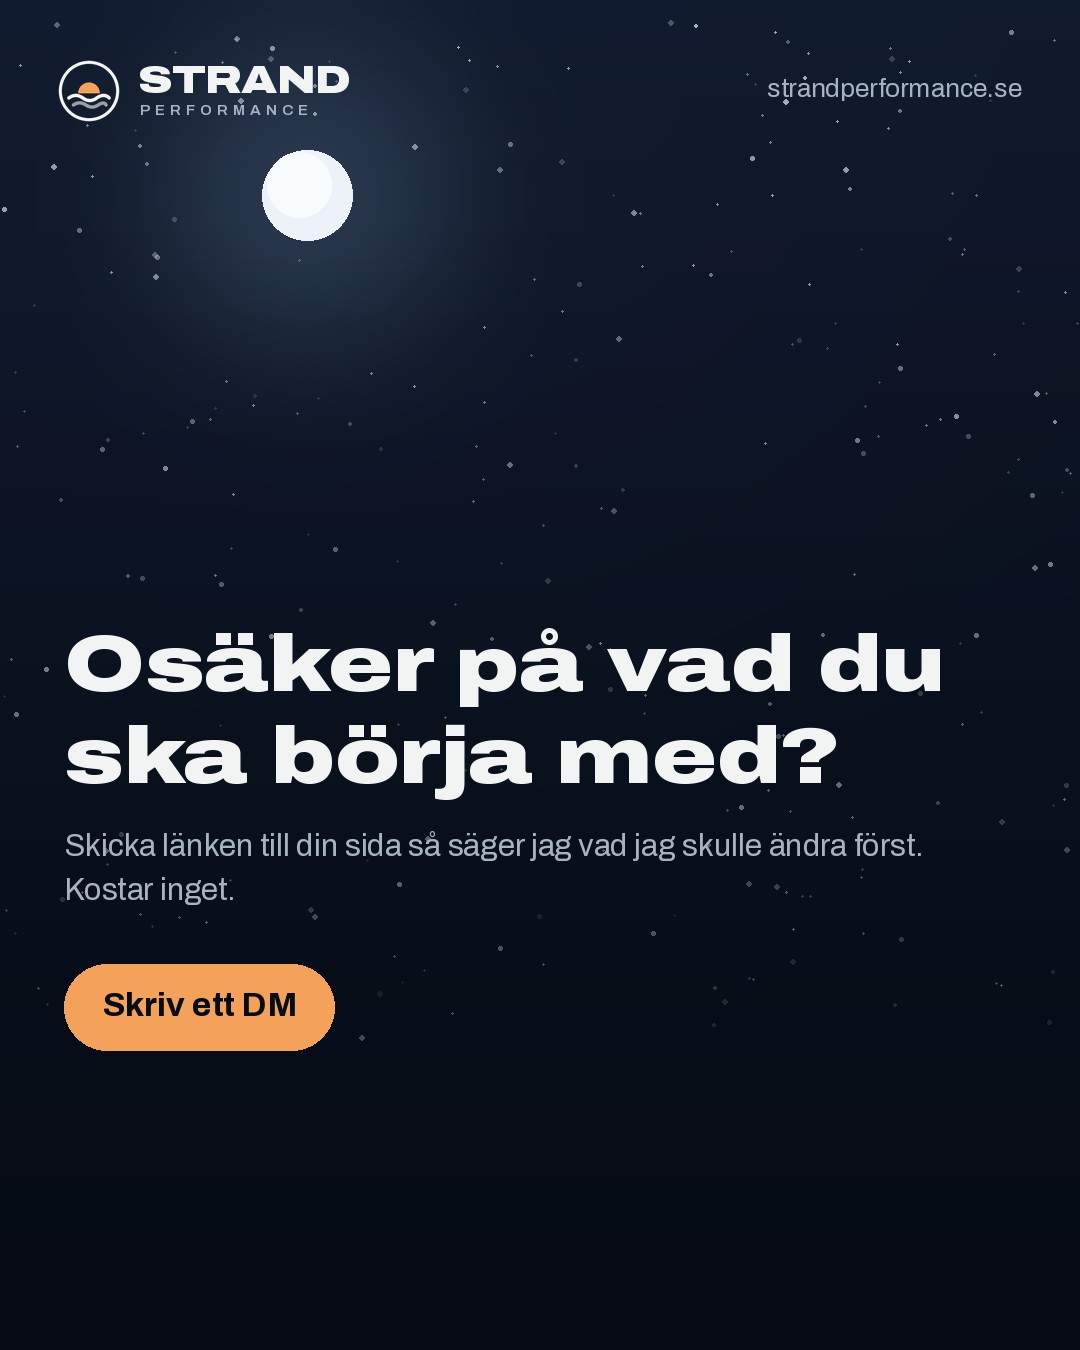 STRAND
PERFORMANCE
strandperformance.se
Osäker på vad du
ska börja med?
Skicka länken till din sida så säger jag vad jag skulle ändra först.
Kostar inget.
Skriv ett DM